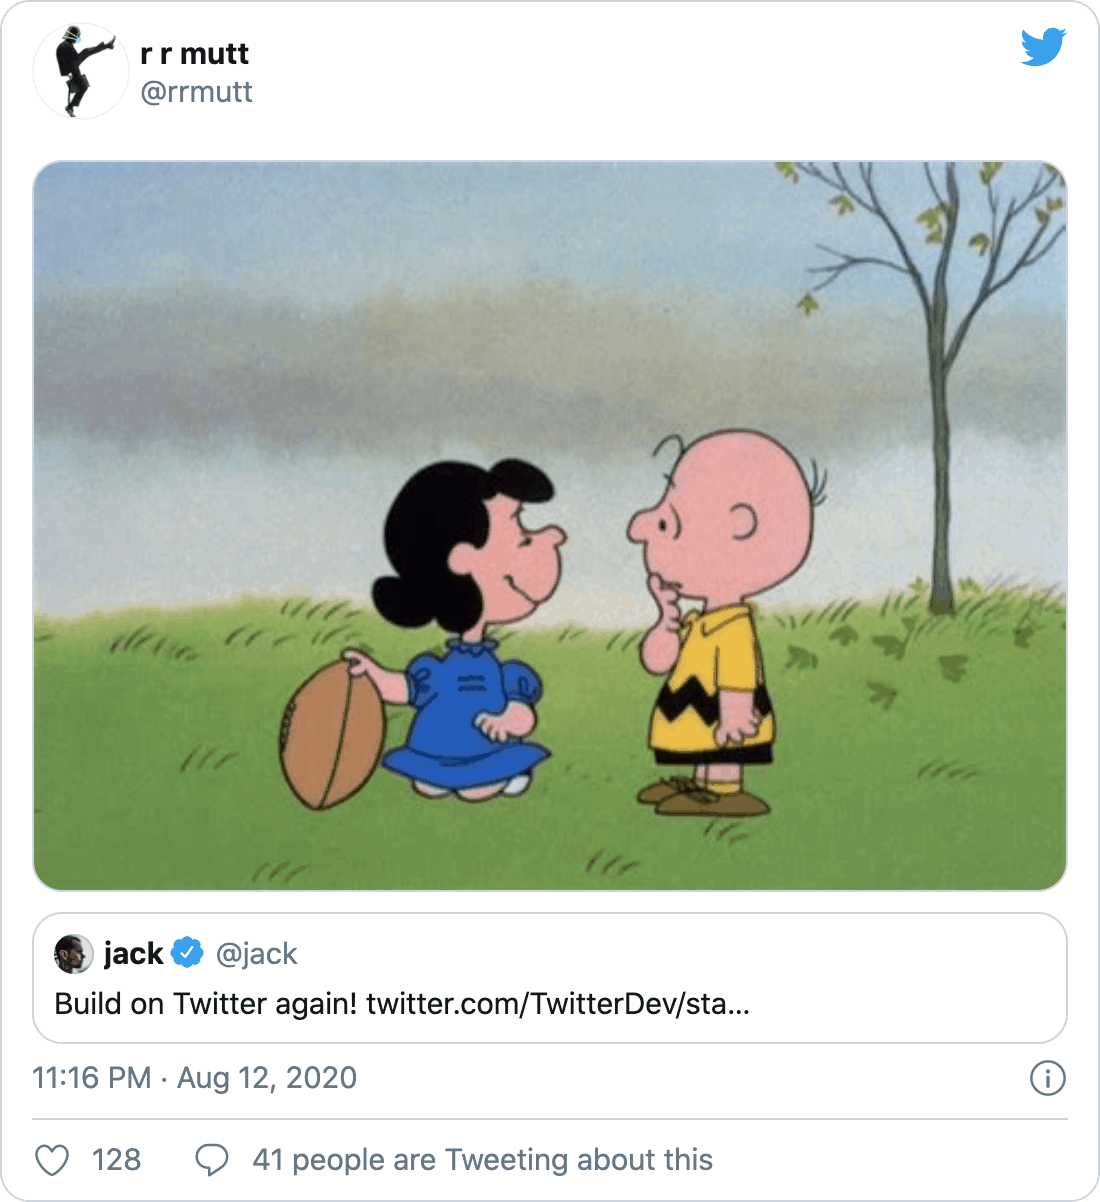 r r mutt
@rrmutt
jack @jack
Build on Twitter again! twitter.com/TwitterDev/sta...
11:16 PM · Aug 12, 2020
128 41 people are Tweeting about this